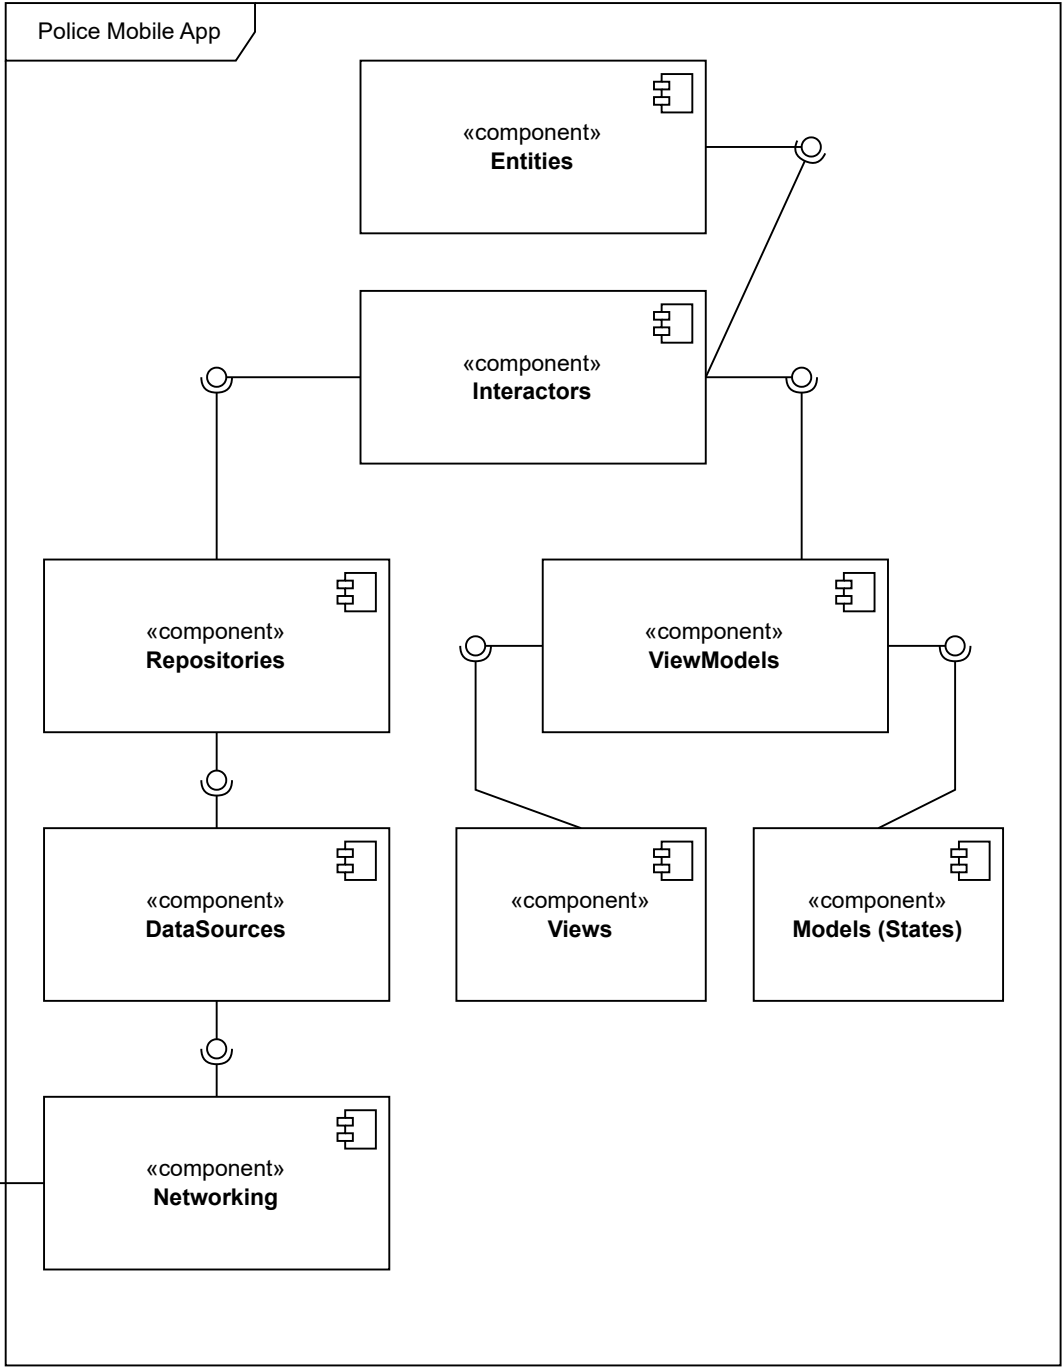 Police Mobile App
«component»
Entities
«component»
Interactors
«component»
Repositories
«component»
ViewModels
«component»
DataSources
«component»
Views
«component»
Models (States)
«component»
Networking